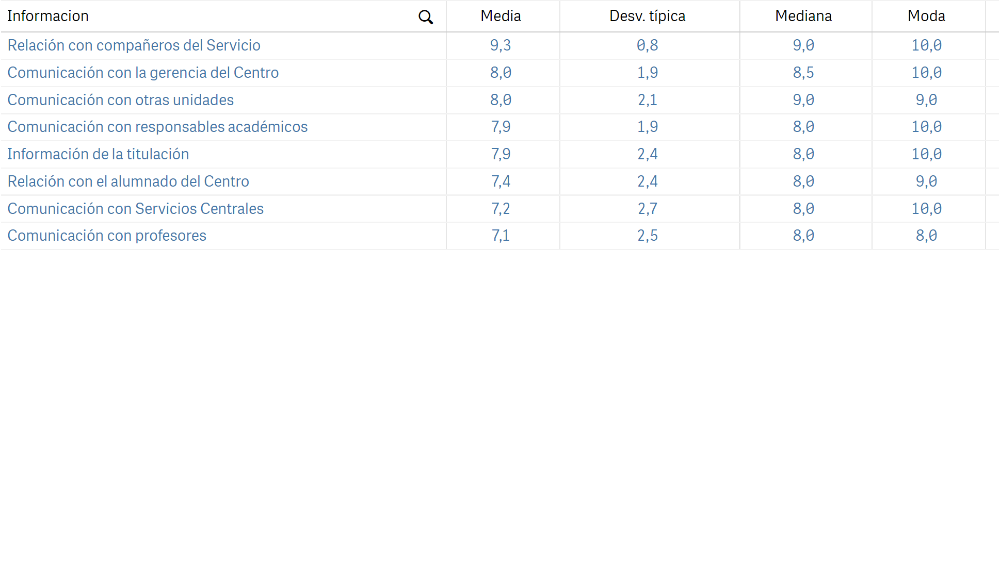 Informacion Media Desv. típica Mediana Moda
Relación con compañeros del Servicio 9,3 0,8 9,0 10,0
Comunicación con la gerencia del Centro 8,0 1,9 8,5 10,0
Comunicación con otras unidades 8,0 2,1 9,0 9,0
Comunicación con responsables académicos 7,9 1,9 8,0 10,0
Información de la titulación 7,9 2,4 8,0 10,0
Relación con el alumnado del Centro 7,4 2,4 8,0 9,0
Comunicación con Servicios Centrales 7,2 2,7 8,0 10,0
Comunicación con profesores 7,1 2,5 8,0 8,0